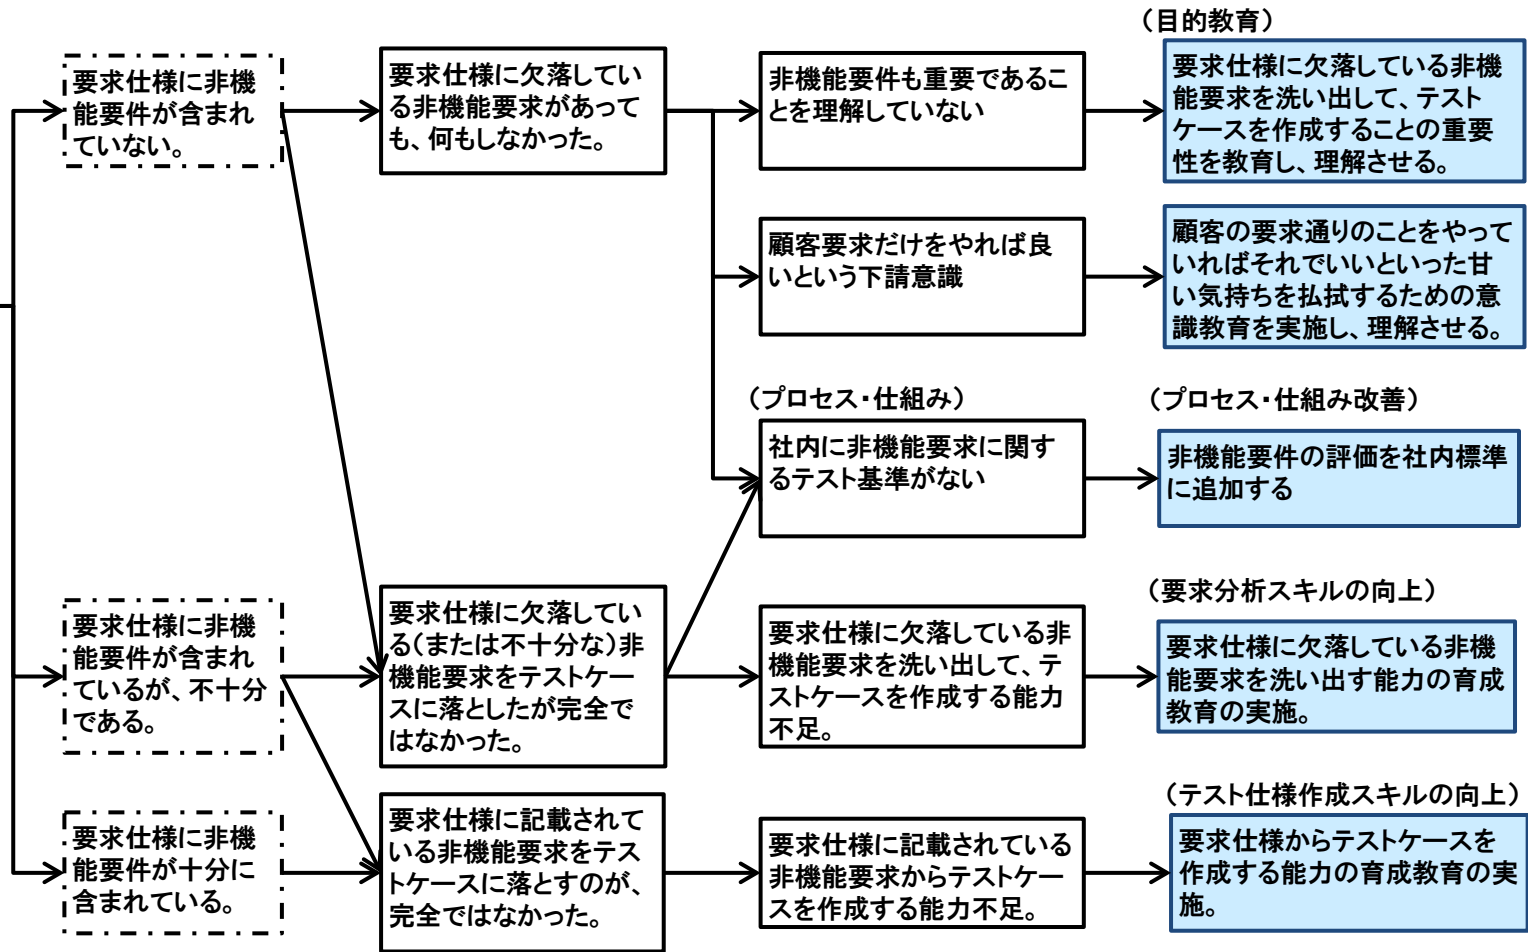 （目的教育）
要求仕様に非機
能要件が含まれ
ていない。
要求仕様に欠落してい
る非機能要求があって
も、何もしなかった。
非機能要件も重要であるこ
とを理解していない
要求仕様に欠落している非機
能要求を洗い出して、テスト
ケースを作成することの重要
性を教育し、理解させる。
顧客要求だけをやれば良
いという下請意識
顧客の要求通りのことをやって
いればそれでいいといった甘
い気持ちを払拭するための意
識教育を実施し、理解させる。
（プロセス・仕組み）
（プロセス・仕組み改善）
社内に非機能要求に関す
るテスト基準がない
非機能要件の評価を社内標準
に追加する
（要求分析スキルの向上）
要求仕様に非機
能要件が含まれ
ているが、不十分
である。
要求仕様に欠落してい
る（または不十分な）非
機能要求をテストケー
スに落としたが完全で
はなかった。
要求仕様に欠落している非
機能要求を洗い出して、テ
ストケースを作成する能力
不足。
要求仕様に欠落している非機
能要求を洗い出す能力の育成
教育の実施。
（テスト仕様作成スキルの向上）
要求仕様に非機
能要件が十分に
含まれている。
要求仕様に記載されて
いる非機能要求をテス
トケースに落とすのが、
完全ではなかった。
要求仕様に記載されている
非機能要求からテストケー
スを作成する能力不足。
要求仕様からテストケースを
作成する能力の育成教育の実
施。